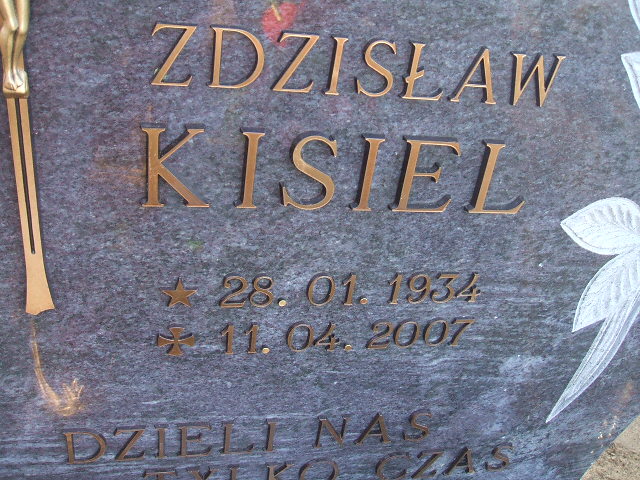 ZDZISŁAW
KISIEL
28. 01. 1934
11. 04. 2007
DZIELI NAS
TYLKO CZAS